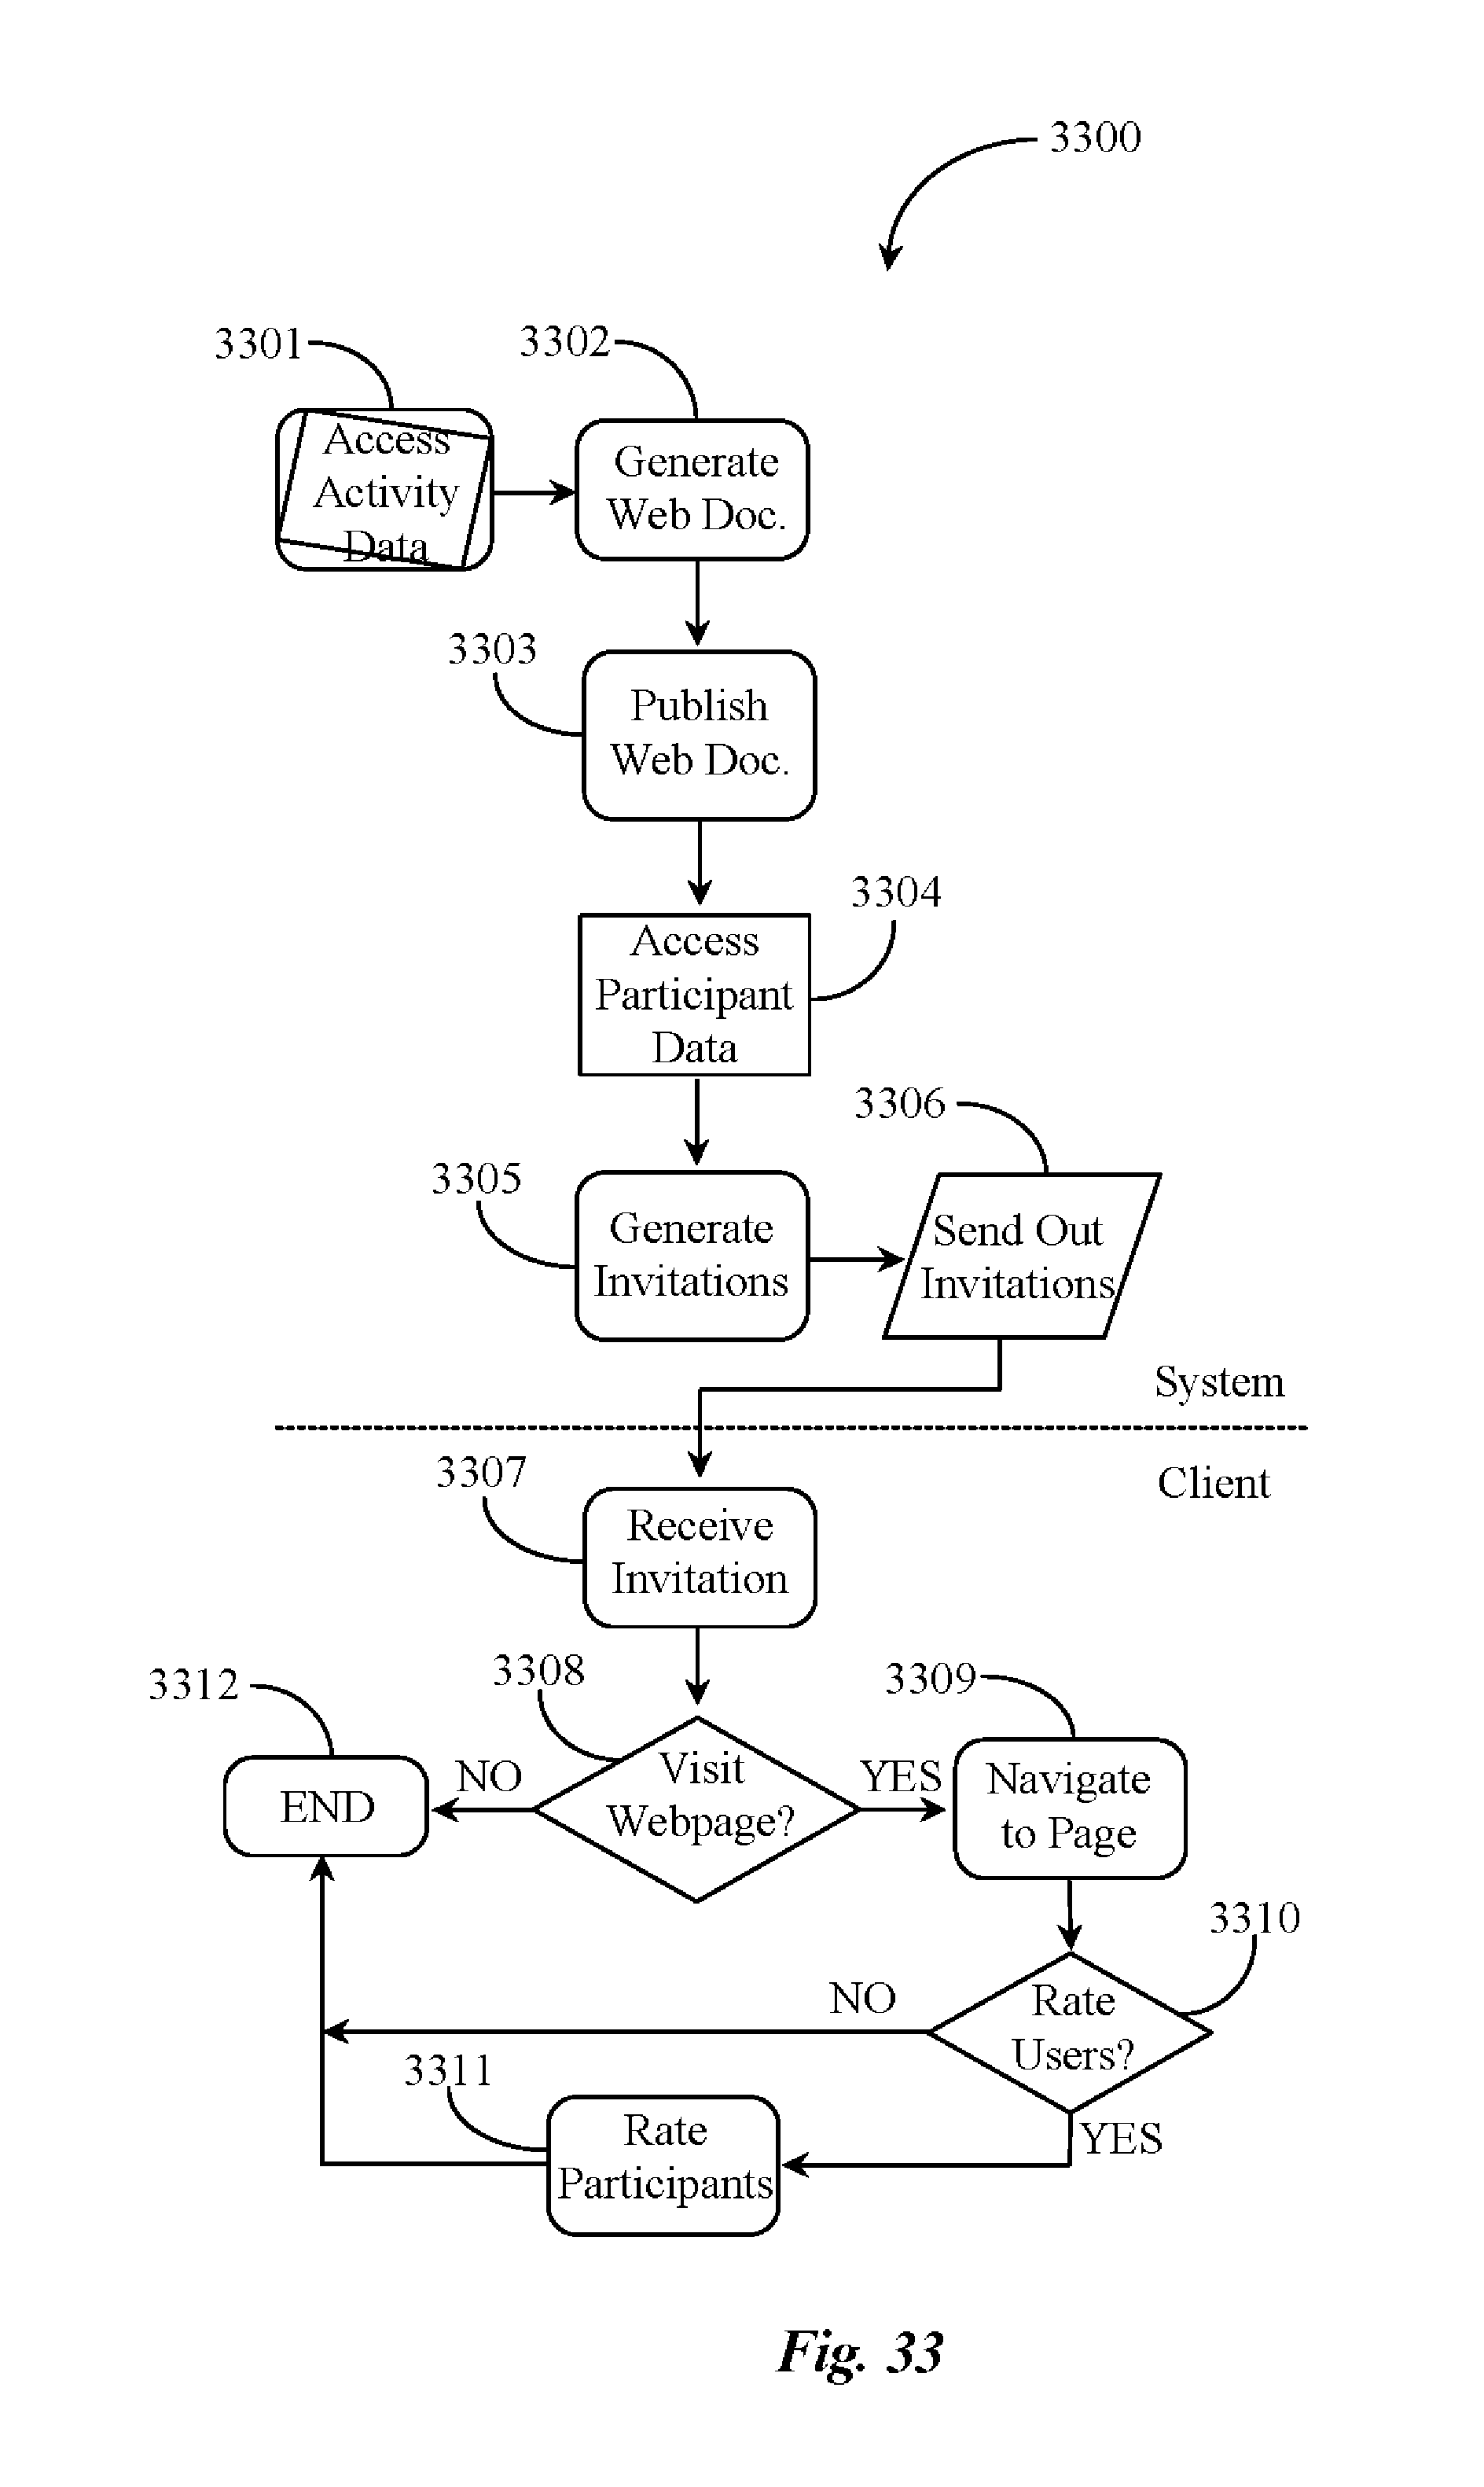 3300
3301
3302
Access
Activity
Data
Generate
Web Doc.
3303
Publish
Web Doc.
3304
Access
Participant
Data
3306
3305
Generate
Invitations
Send Out
Invitations
System
Client
3307
Receive
Invitation
3312
3308
3309
END
NO
Visit
Webpage?
YES
Navigate
to Page
3310
NO
Rate
Users?
3311
Rate
Participants
YES
Fig. 33